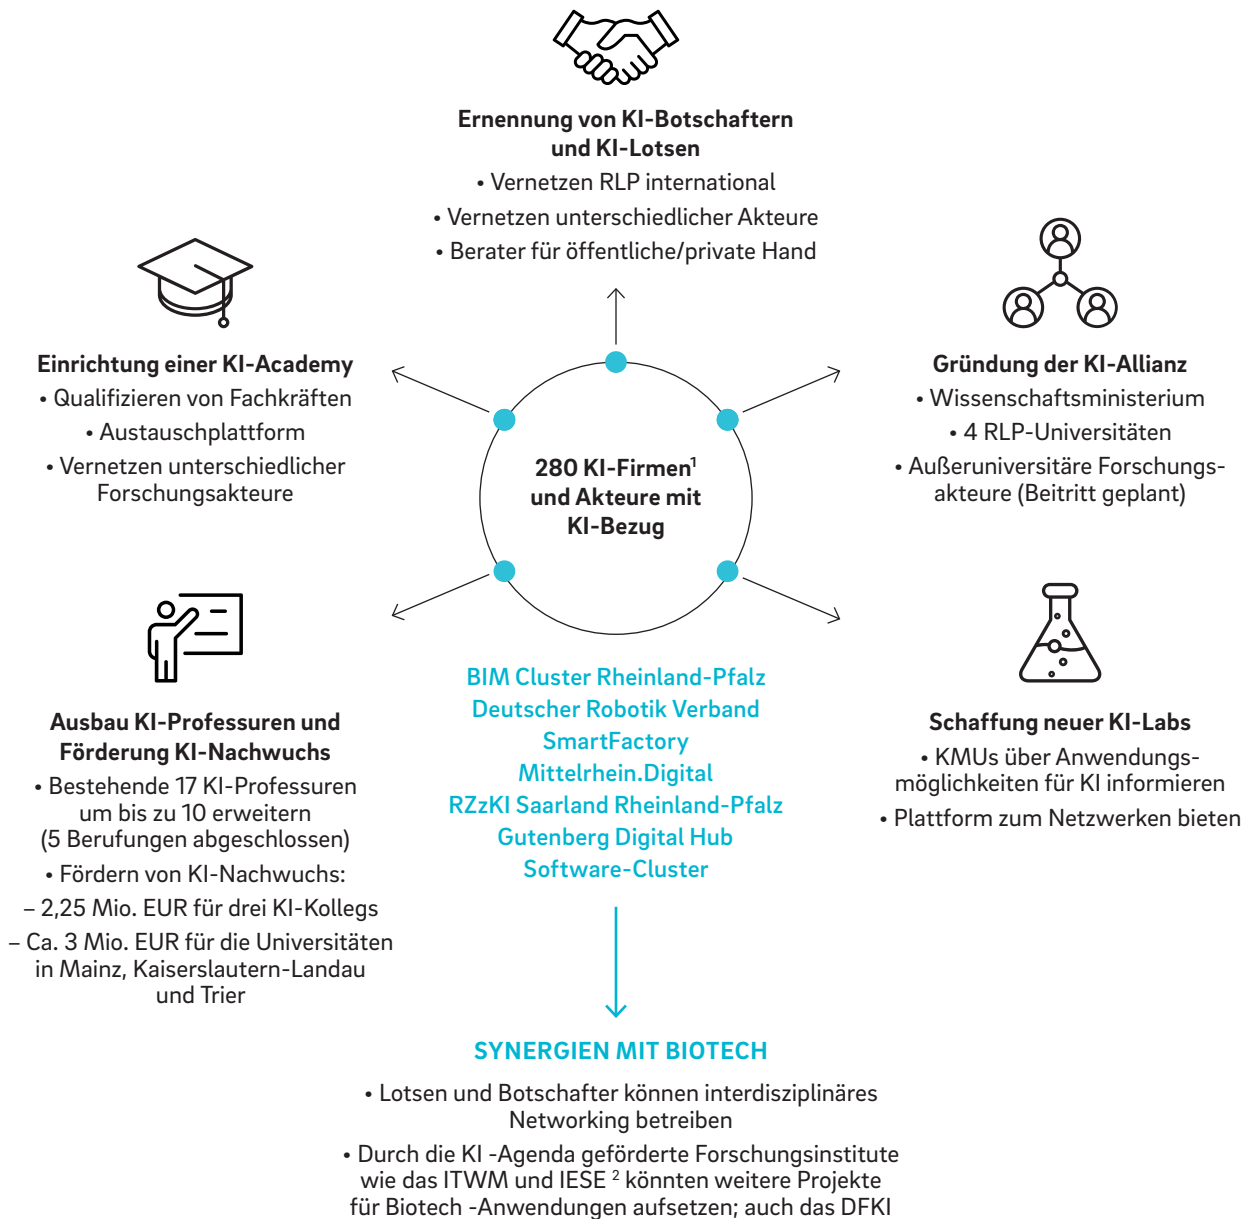 Ernennung von KI-Botschaftern
und KI-Lotsen
• Vernetzen RLP international
• Vernetzen unterschiedlicher Akteure
• Berater für öffentliche/private Hand
Einrichtung einer KI-Academy
• Qualifizieren von Fachkräften
• Austauschplattform
• Vernetzen unterschiedlicher
Forschungsakteure
280 KI-Firmen¹
und Akteure mit
KI-Bezug
Gründung der KI-Allianz
• Wissenschaftsministerium
• 4 RLP-Universitäten
• Außeruniversitäre Forschungs-
akteure (Beitritt geplant)
Ausbau KI-Professuren und
Förderung KI-Nachwuchs
• Bestehende 17 KI-Professuren
um bis zu 10 erweitern
(5 Berufungen abgeschlossen)
• Fördern von KI-Nachwuchs:
– 2,25 Mio. EUR für drei KI-Kollegs
– Ca. 3 Mio. EUR für die Universitäten
in Mainz, Kaiserslautern-Landau
und Trier
BIM Cluster Rheinland-Pfalz
Deutscher Robotik Verband
SmartFactory
Mittelrhein.Digital
RZzKI Saarland Rheinland-Pfalz
Gutenberg Digital Hub
Software-Cluster
Schaffung neuer KI-Labs
• KMUs über Anwendungs-
möglichkeiten für KI informieren
• Plattform zum Netzwerken bieten
SYNERGIEN MIT BIOTECH
• Lotsen und Botschafter können interdisziplinäres
Networking betreiben
• Durch die KI -Agenda geförderte Forschungsinstitute
wie das ITWM und IESE ² könnten weitere Projekte
für Biotech -Anwendungen aufsetzen; auch das DFKI